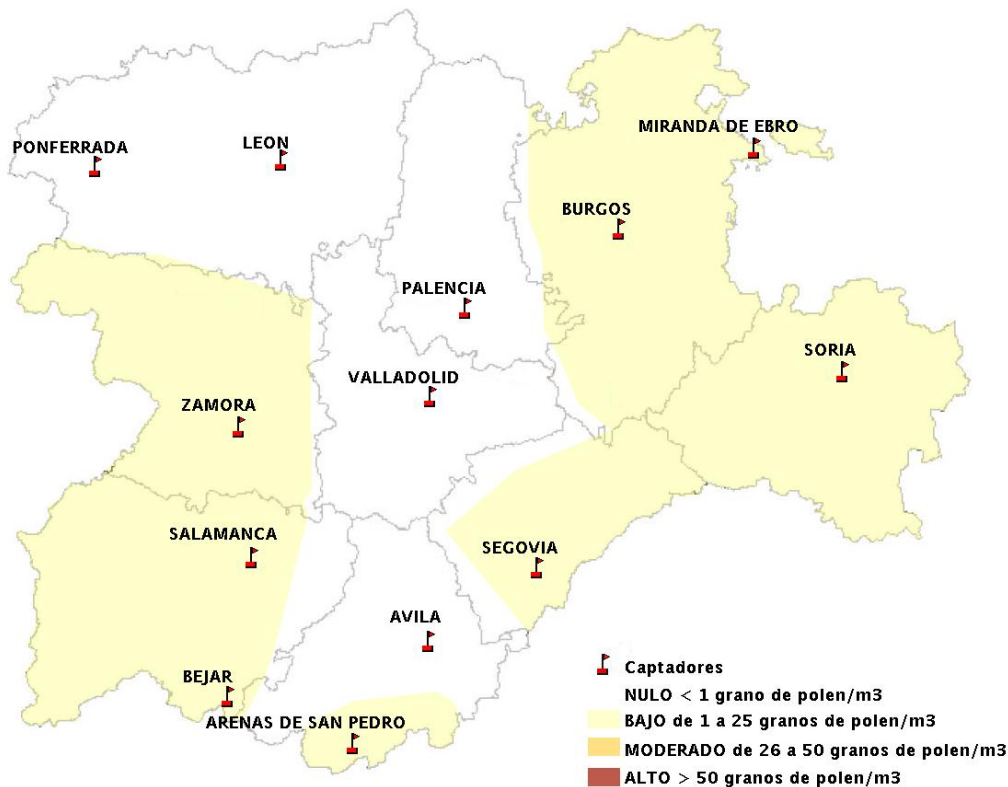 MIRANDA DE EBRO
PONFERRADA
LEON
BURGOS
PALENCIA
SORIA
VALLADOLID
ZAMORA
SALAMANCA
SEGOVIA
AVILA
BEJAR
ARENAS DE SAN PEDRO
Captadores
NULO < 1 grano de polen/m3
BAJO de 1 a 25 granos de polen/m3
MODERADO de 26 a 50 granos de polen/m3
ALTO > 50 granos de polen/m3